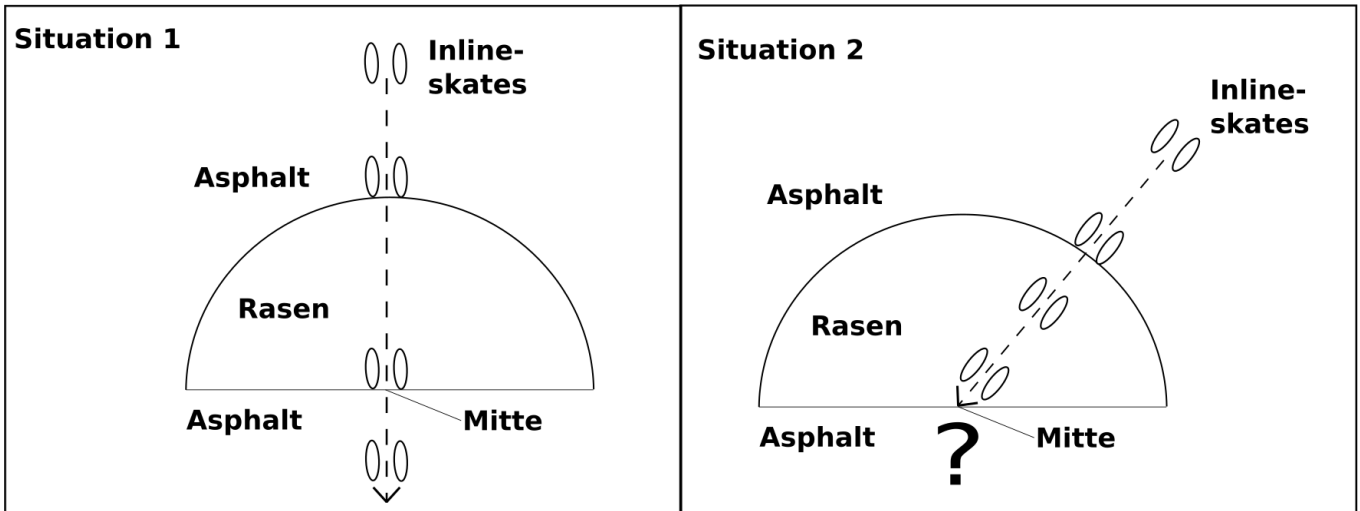 Situation 1
Inline-
skates
Asphalt
Rasen
Asphalt
Mitte
Situation 2
Inline-
skates
Asphalt
Rasen
Asphalt
?
Mitte